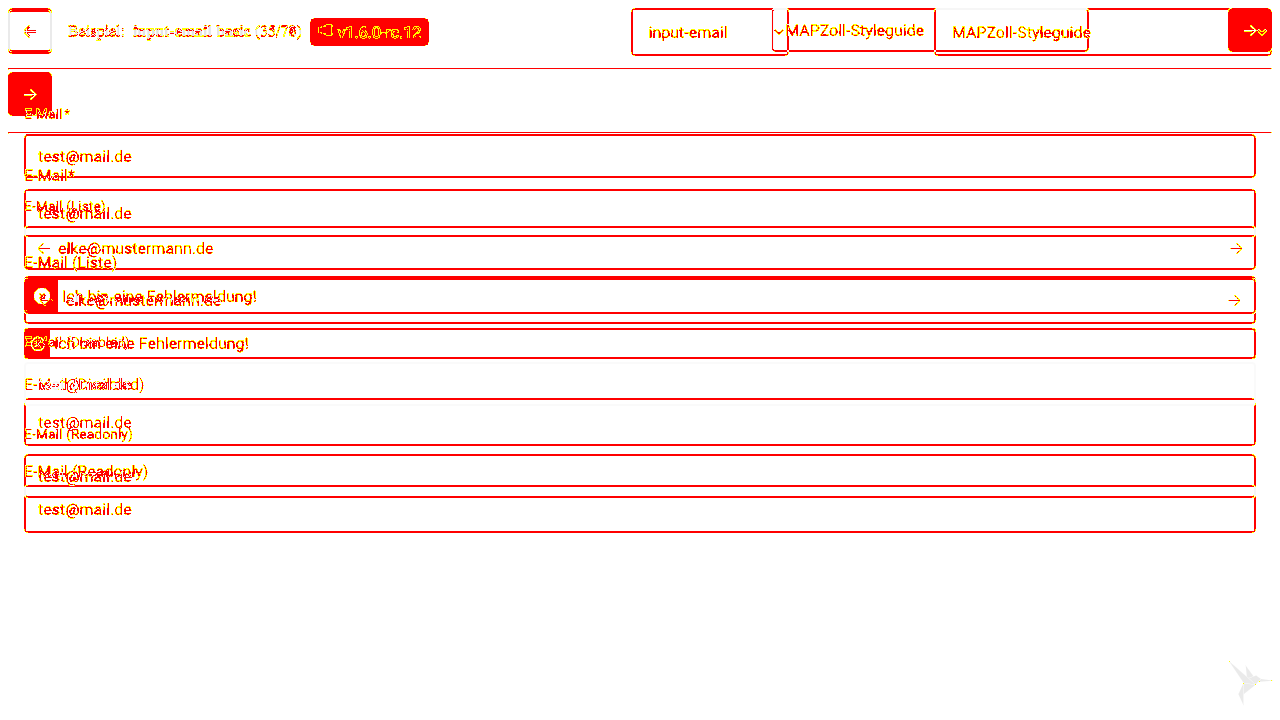 Beispiel: input-email basic (35/78) v1.6.0-rc.12 input-email MAPZoll-Styleguide MAPZoll-Styleguide
E-Mail*
test@mail.de
E-Mail*
E-Mail (Liste)
test@mail.de
elke@mustermann.de
E-Mail (Liste)
Ich bin eine Fehlermeldung!
elke@mustermann.de
E-Mail (Disabled)
Ich bin eine Fehlermeldung!
E-Mail (Disabled)
test@mail.de
E-Mail (Readonly)
E-Mail (Readonly)
test@mail.de
test@mail.de